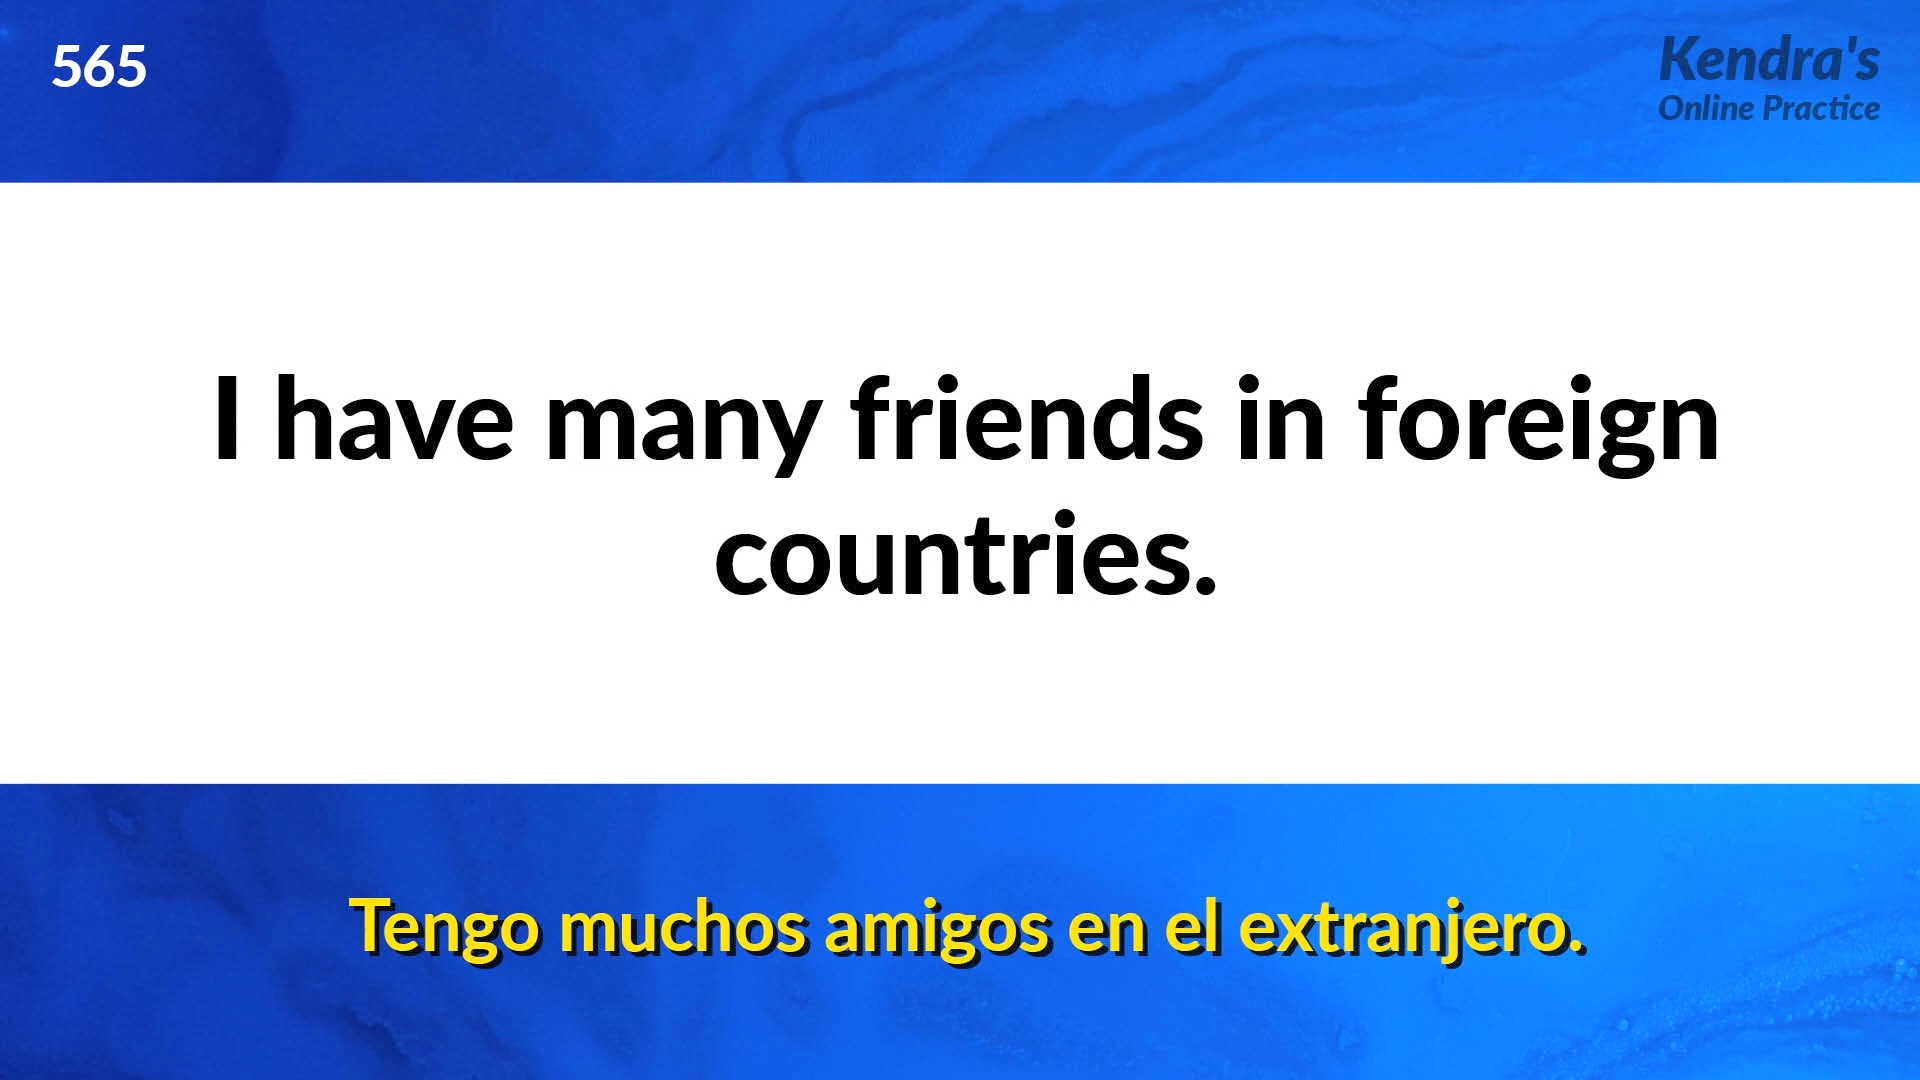 565
Kendra's
Online Practice
I have many friends in foreign
countries.
Tengo muchos amigos en el extranjero.